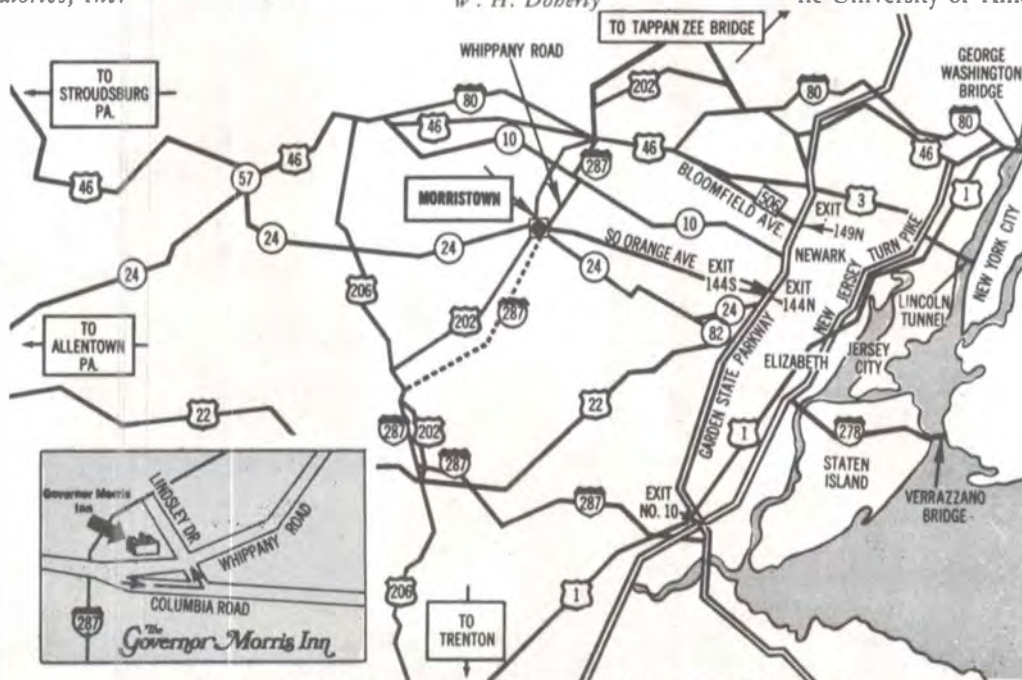 W. H. Doherty
TO TAPPAN ZEE BRIDGE
WHIPPANY ROAD
GEORGE
WASHINGTON
BRIDGE
TO
STROUDSBURG
PA.
80
202
80
80
46
10
46
46
46
46
287
1
57
BLOOMFIELD AVE.
506
3
MORRISTOWN
EXIT
149N
10
24
24
SO ORANGE AVE
NEWARK
NEW JERSEY TURN PIKE
NEW YORK CITY
24
24
EXIT
144S
EXIT
144N
206
287
24
LINCOLN
TUNNEL
202
82
JERSEY
CITY
TO
ALLENTOWN
PA.
GARDEN STATE PARKWAY
ELIZABETH
22
22
287
202
1
278
287
STATEN
ISLAND
VERRAZZANO
BRIDGE
287
EXIT
NO. 10
206
1
TO
TRENTON
Governor Morris
Inn
LINDSLEY DR
WHIPPANY ROAD
COLUMBIA ROAD
287
The
Governor Morris Inn